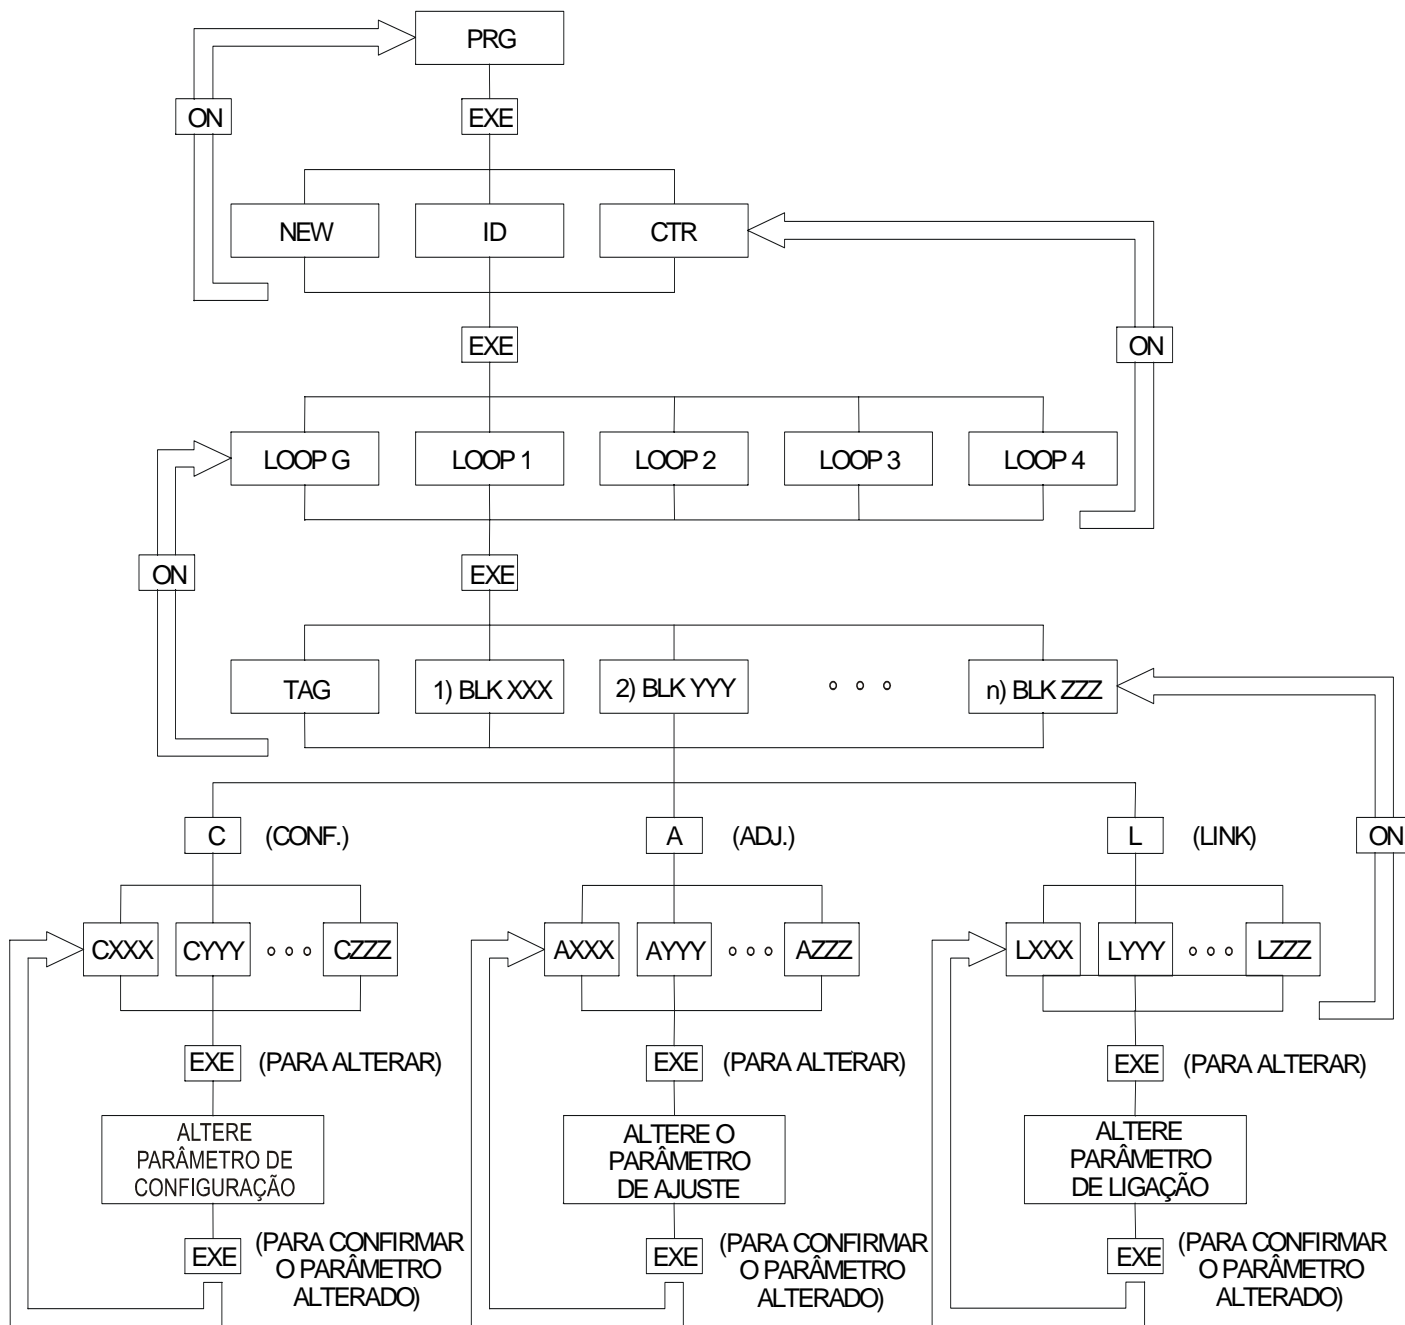 PRG
ON
EXE
NEW
ID
CTR
EXE
ON
LOOP G
LOOP 1
LOOP 2
LOOP 3
LOOP 4
ON
EXE
TAG
1) BLK XXX
2) BLK YYY
n) BLK ZZZ
C
(CONF.)
A
(ADJ.)
L
(LINK)
ON
CXXX
CYYY
CZZZ
AXXX
AYYY
AZZZ
LXXX
LYYY
LZZZ
EXE
(PARA ALTERAR)
EXE
(PARA ALTERAR)
EXE
(PARA ALTERAR)
ALTERE
PARÂMETRO DE
CONFIGURAÇÃO
ALTERE O
PARÂMETRO
DE AJUSTE
ALTERE
PARÂMETRO
DE LIGAÇÃO
EXE
(PARA CONFIRMAR
O PARÂMETRO
ALTERADO)
EXE
(PARA CONFIRMAR
O PARÂMETRO
ALTERADO)
EXE
(PARA CONFIRMAR
O PARÂMETRO
ALTERADO)